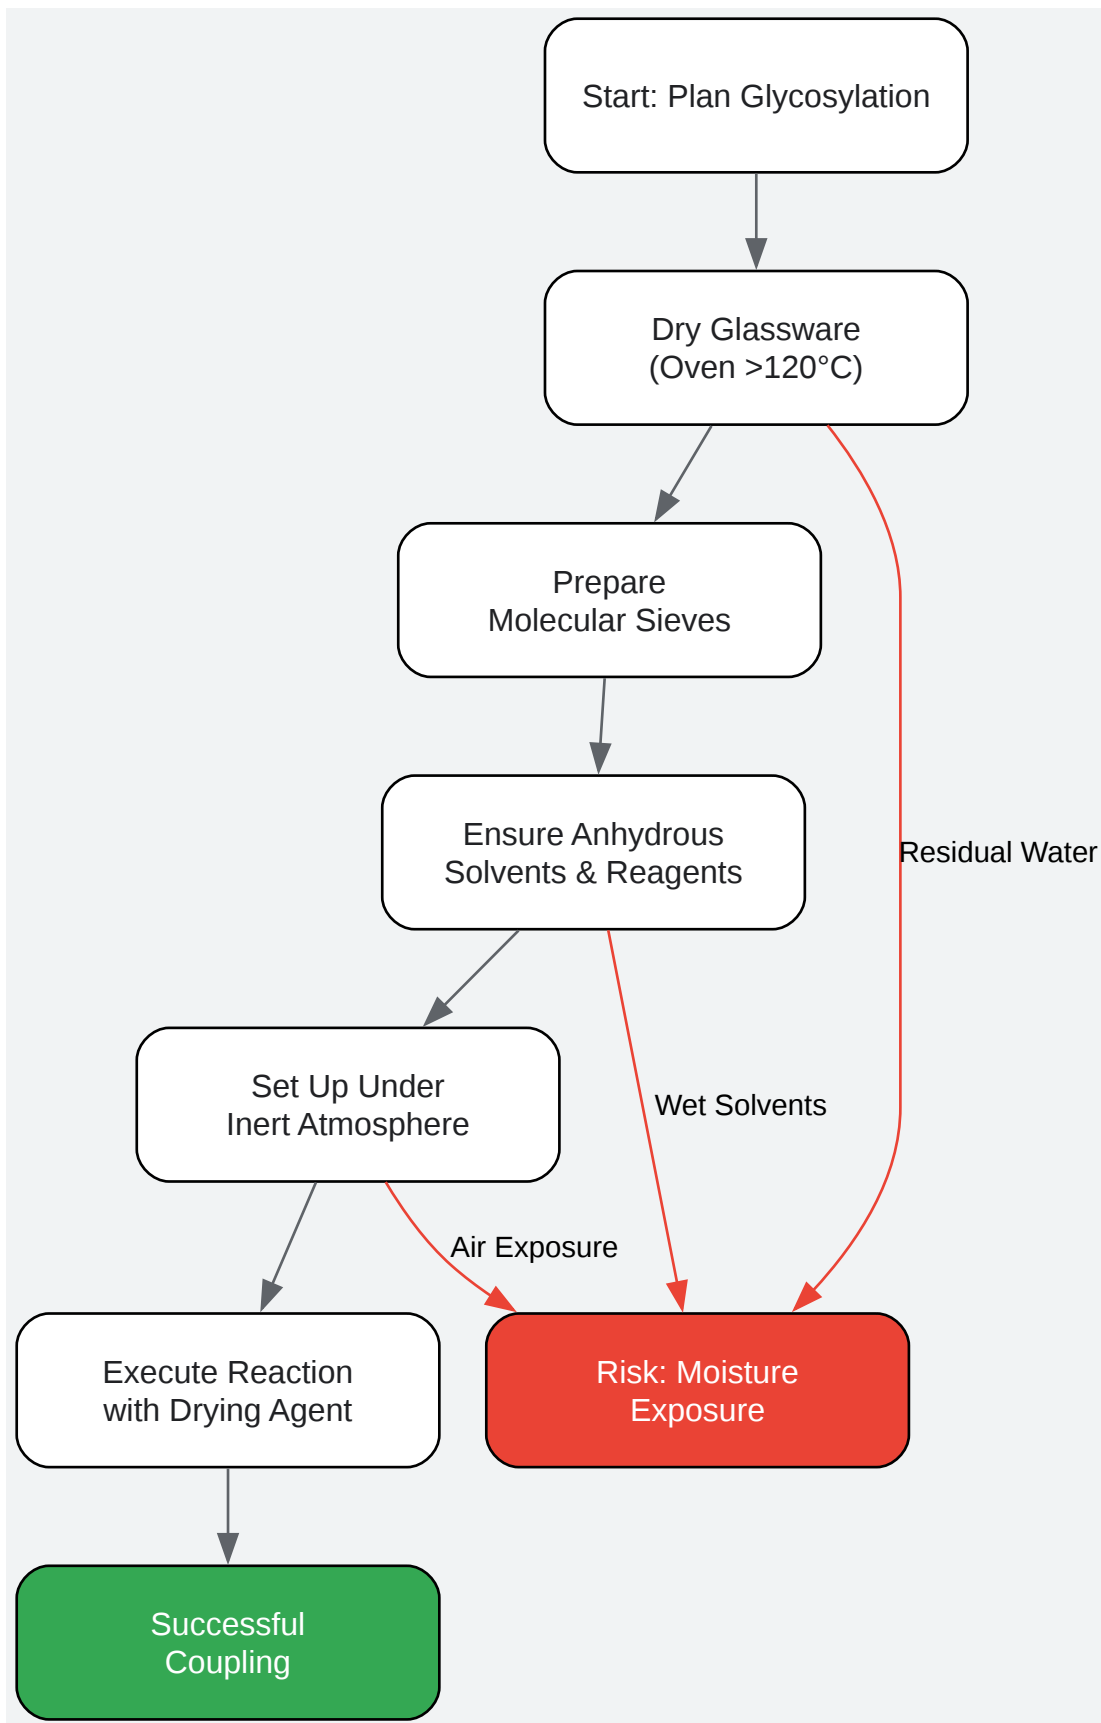 Start: Plan Glycosylation
Dry Glassware
(Oven >120°C)
Prepare
Molecular Sieves
Ensure Anhydrous
Solvents & Reagents
Residual Water
Set Up Under
Inert Atmosphere
Wet Solvents
Air Exposure
Execute Reaction
with Drying Agent
Risk: Moisture
Exposure
Successful
Coupling